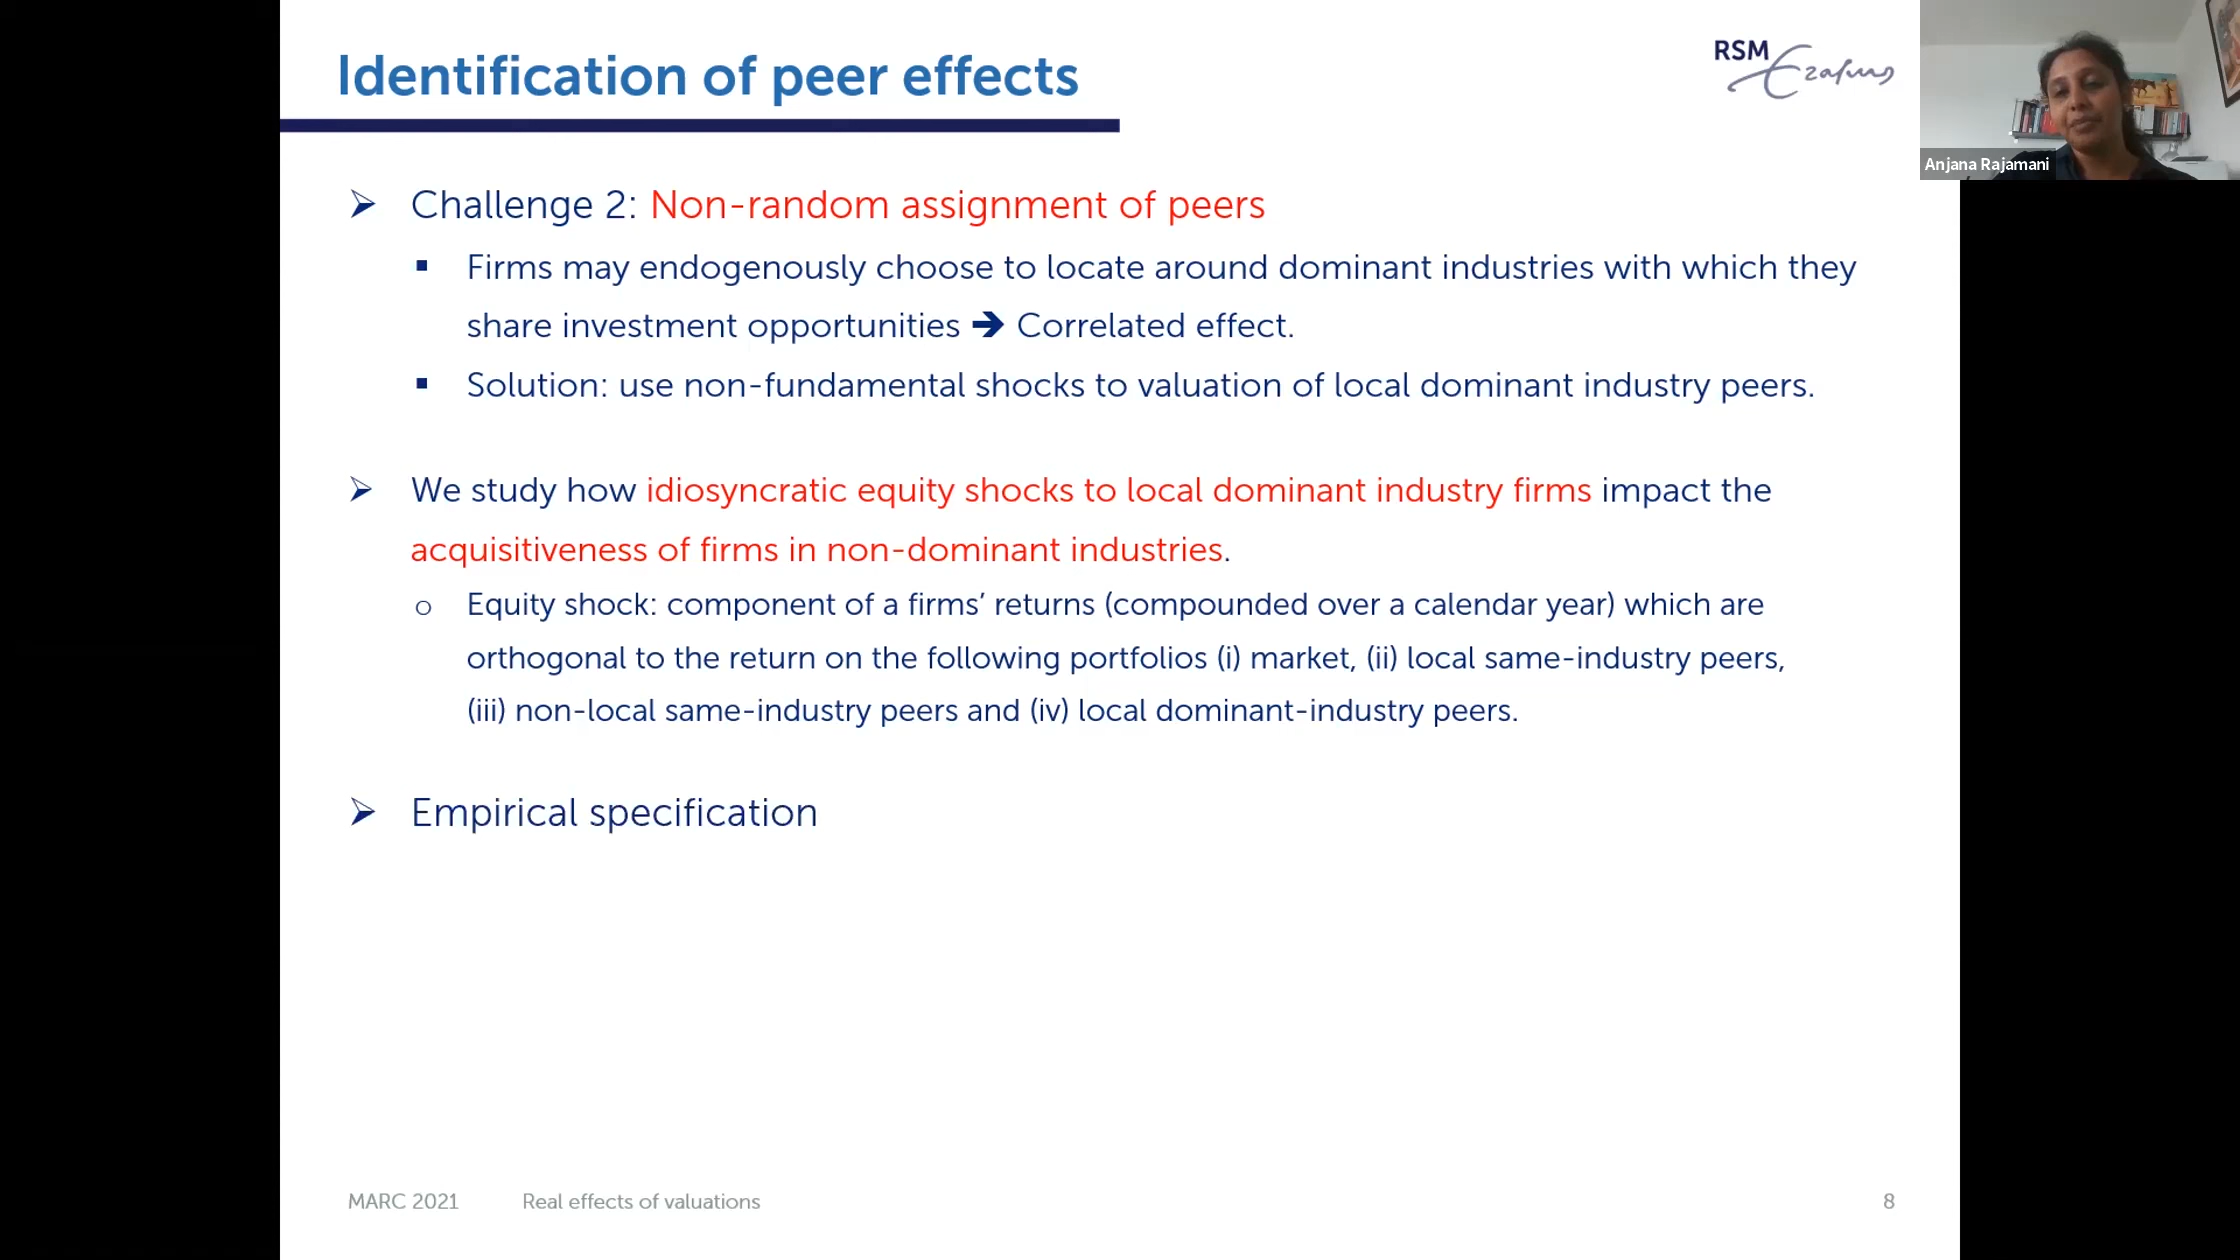 Identification of peer effects
RSM
Erasmus
Anjana Rajamani
➢ Challenge 2: Non-random assignment of peers
▪ Firms may endogenously choose to locate around dominant industries with which they
share investment opportunities ➔ Correlated effect.
▪ Solution: use non-fundamental shocks to valuation of local dominant industry peers.
➢ We study how idiosyncratic equity shocks to local dominant industry firms impact the
acquisitiveness of firms in non-dominant industries.
o Equity shock: component of a firms’ returns (compounded over a calendar year) which are
orthogonal to the return on the following portfolios (i) market, (ii) local same-industry peers,
(iii) non-local same-industry peers and (iv) local dominant-industry peers.
➢ Empirical specification
MARC 2021 Real effects of valuations 8